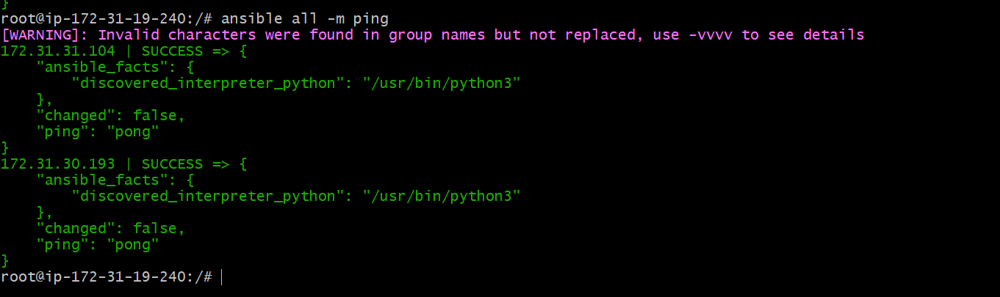 }
root@ip-172-31-19-240:/# ansible all -m ping
[WARNING]: Invalid characters were found in group names but not replaced, use -vvvv to see details
172.31.31.104 | SUCCESS => {
    "ansible_facts": {
        "discovered_interpreter_python": "/usr/bin/python3"
    },
    "changed": false,
    "ping": "pong"
}
172.31.30.193 | SUCCESS => {
    "ansible_facts": {
        "discovered_interpreter_python": "/usr/bin/python3"
    },
    "changed": false,
    "ping": "pong"
}
root@ip-172-31-19-240:/#